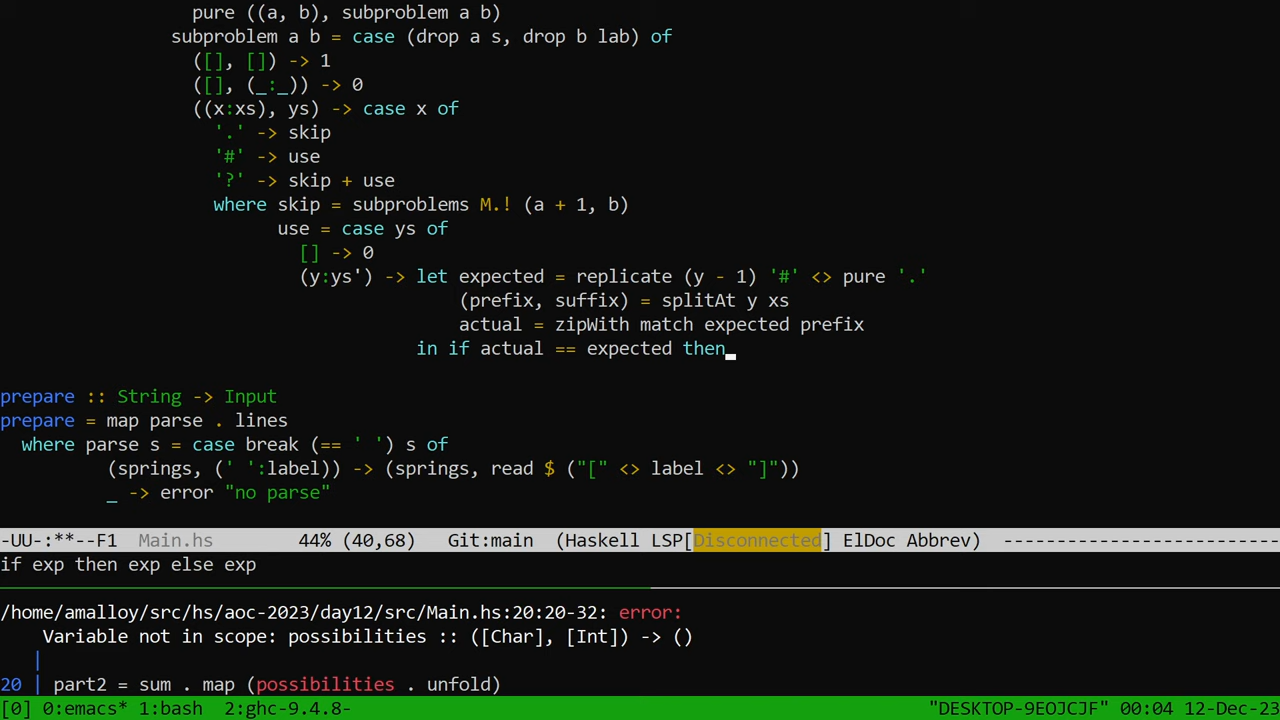 pure ((a, b), subproblem a b)
subproblem a b = case (drop a s, drop b lab) of
([], []) -> 1
([], (_:_)) -> 0
((x:xs), ys) -> case x of
'.' -> skip
'#' -> use
'?' -> skip + use
where skip = subproblems M.! (a + 1, b)
use = case ys of
[] -> 0
(y:ys') -> let expected = replicate (y - 1) '#' <> pure '.'
(prefix, suffix) = splitAt y xs
actual = zipWith match expected prefix
in if actual == expected then
prepare :: String -> Input
prepare = map parse . lines
where parse s = case break (== ' ') s of
(springs, (' ':label)) -> (springs, read $ ("[" <> label <> "]"))
_ -> error "no parse"
-UU-:**--F1  Main.hs  44% (40,68)  Git:main  (Haskell LSP[Disconnected] ElDoc Abbrev) ----------------------------
if exp then exp else exp
/home/amalloy/src/hs/aoc-2023/day12/src/Main.hs:20:20-32: error:
Variable not in scope: possibilities :: ([Char], [Int]) -> ()
|
20 | part2 = sum . map (possibilities . unfold)
[0] 0:emacs* 1:bash  2:ghc-9.4.8-  "DESKTOP-9EOJCJF" 00:04 12-Dec-23